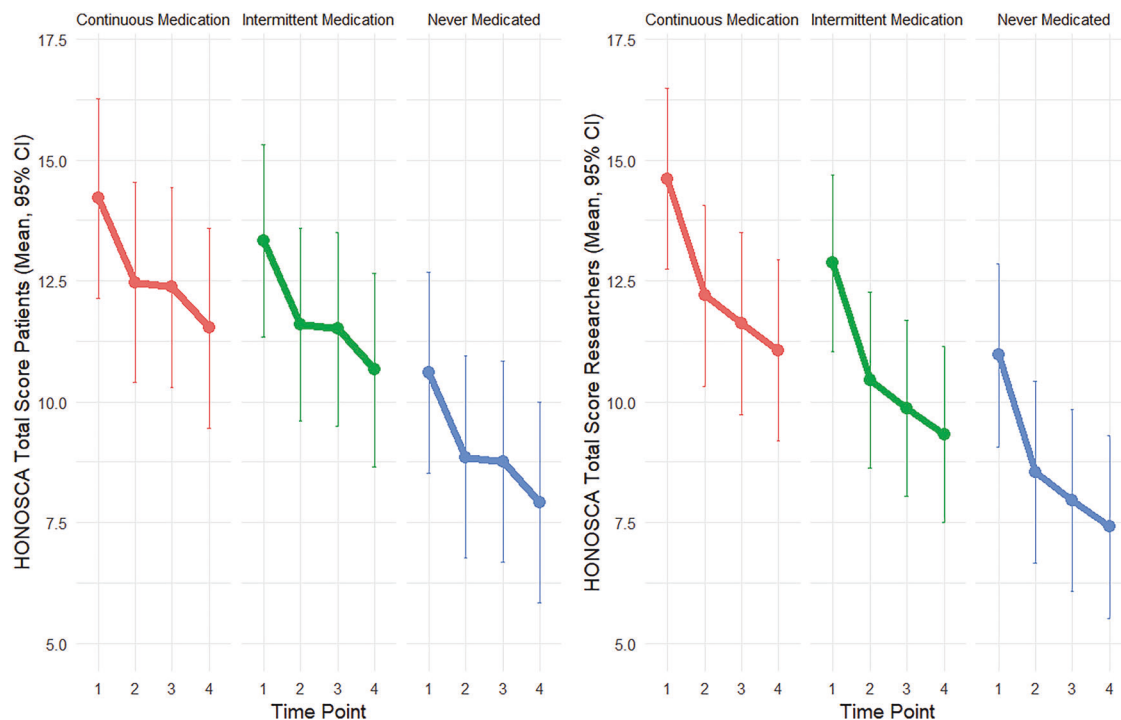 Continuous Medication Intermittent Medication Never Medicated
17.5
15.0
12.5
10.0
7.5
5.0
HONOSCA Total Score Patients (Mean, 95% CI)
1 2 3 4 1 2 3 4 1 2 3 4
Time Point
Continuous Medication Intermittent Medication Never Medicated
17.5
15.0
12.5
10.0
7.5
5.0
HONOSCA Total Score Researchers (Mean, 95% CI)
1 2 3 4 1 2 3 4 1 2 3 4
Time Point